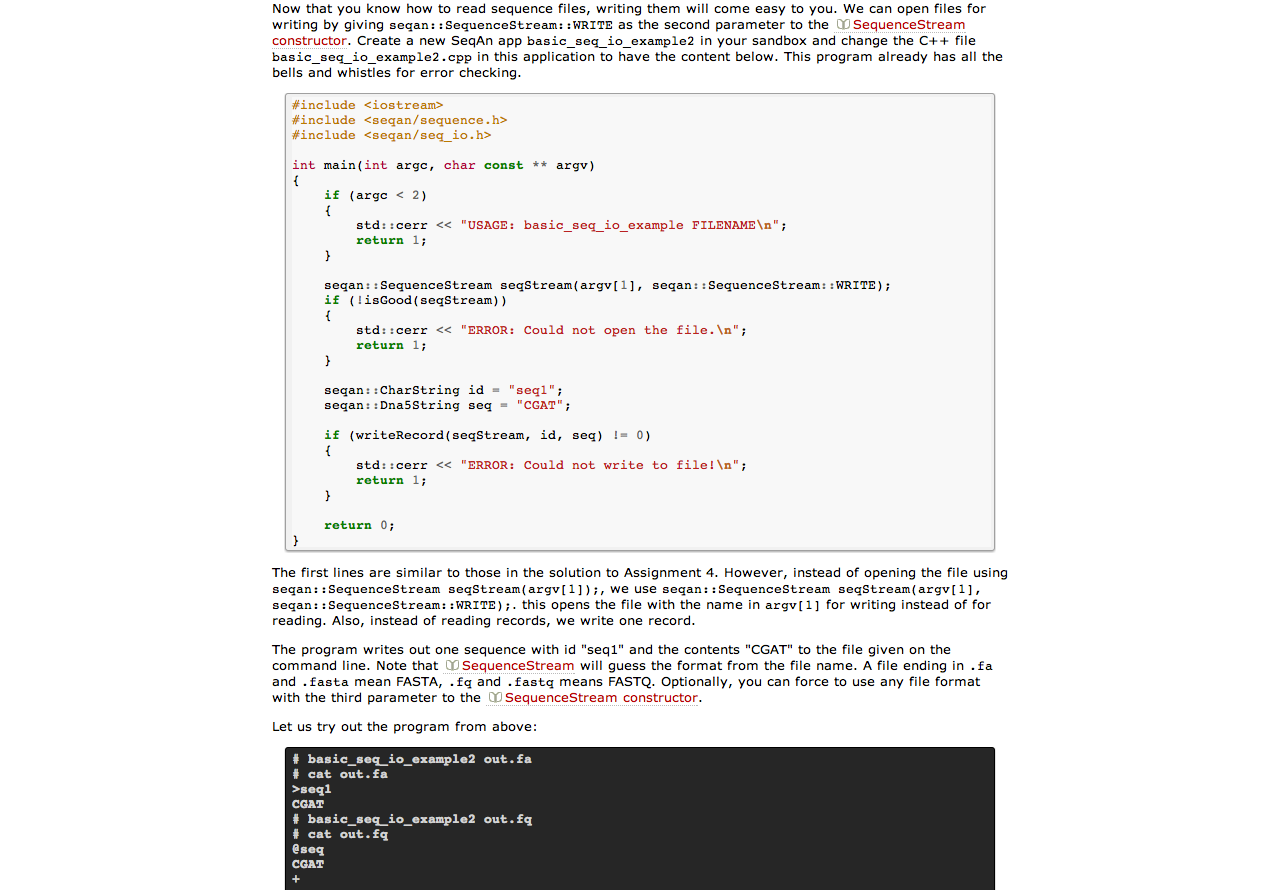 Now that you know how to read sequence files, writing them will come easy to you. We can open files for
writing by giving seqan::SequenceStream::WRITE as the second parameter to the SequenceStream
constructor. Create a new SeqAn app basic_seq_io_example2 in your sandbox and change the C++ file
basic_seq_io_example2.cpp in this application to have the content below. This program already has all the
bells and whistles for error checking.
#include <iostream>
#include <seqan/sequence.h>
#include <seqan/seq_io.h>
int main(int argc, char const ** argv)
{
if (argc < 2)
{
std::cerr << "USAGE: basic_seq_io_example FILENAME\n";
return 1;
}
seqan::SequenceStream seqStream(argv[1], seqan::SequenceStream::WRITE);
if (!isGood(seqStream))
{
std::cerr << "ERROR: Could not open the file.\n";
return 1;
}
seqan::CharString id = "seq1";
seqan::Dna5String seq = "CGAT";
if (writeRecord(seqStream, id, seq) != 0)
{
std::cerr << "ERROR: Could not write to file!\n";
return 1;
}
return 0;
}
The first lines are similar to those in the solution to Assignment 4. However, instead of opening the file using
seqan::SequenceStream seqStream(argv[1]);, we use seqan::SequenceStream seqStream(argv[1],
seqan::SequenceStream::WRITE);. this opens the file with the name in argv[1] for writing instead of for
reading. Also, instead of reading records, we write one record.
The program writes out one sequence with id "seq1" and the contents "CGAT" to the file given on the
command line. Note that SequenceStream will guess the format from the file name. A file ending in .fa
and .fasta mean FASTA, .fq and .fastq means FASTQ. Optionally, you can force to use any file format
with the third parameter to the SequenceStream constructor.
Let us try out the program from above:
# basic_seq_io_example2 out.fa
# cat out.fa
>seq1
CGAT
# basic_seq_io_example2 out.fq
# cat out.fq
@seq
CGAT
+